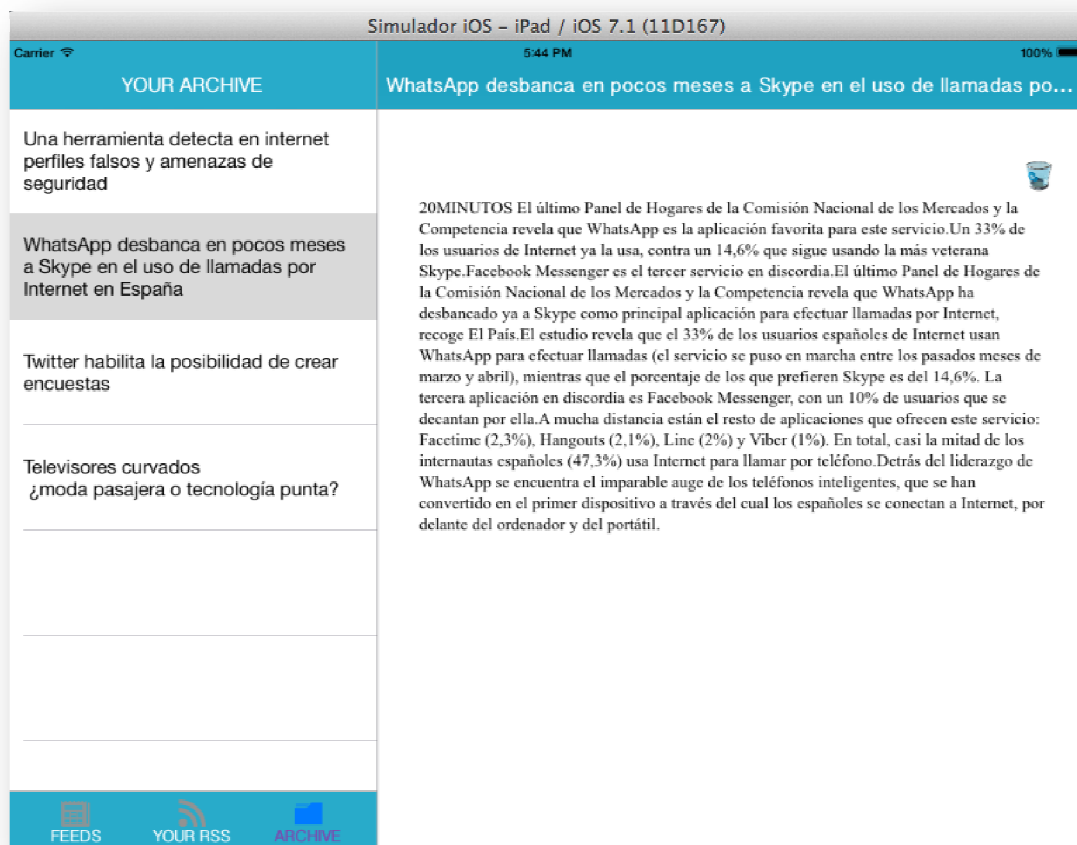 Simulador iOS – iPad / iOS 7.1 (11D167)
Carrier
5:44 PM
100%
YOUR ARCHIVE
WhatsApp desbanca en pocos meses a Skype en el uso de llamadas po...
Una herramienta detecta en internet
perfiles falsos y amenazas de
seguridad
WhatsApp desbanca en pocos meses
a Skype en el uso de llamadas por
Internet en España
Twitter habilita la posibilidad de crear
encuestas
Televisores curvados
¿moda pasajera o tecnología punta?
20MINUTOS El último Panel de Hogares de la Comisión Nacional de los Mercados y la
Competencia revela que WhatsApp es la aplicación favorita para este servicio.Un 33% de
los usuarios de Internet ya la usa, contra un 14,6% que sigue usando la más veterana
Skype.Facebook Messenger es el tercer servicio en discordia.El último Panel de Hogares de
la Comisión Nacional de los Mercados y la Competencia revela que WhatsApp ha
desbancado ya a Skype como principal aplicación para efectuar llamadas por Internet,
recoge El País.El estudio revela que el 33% de los usuarios españoles de Internet usan
WhatsApp para efectuar llamadas (el servicio se puso en marcha entre los pasados meses de
marzo y abril), mientras que el porcentaje de los que prefieren Skype es del 14,6%. La
tercera aplicación en discordia es Facebook Messenger, con un 10% de usuarios que se
decantan por ella.A mucha distancia están el resto de aplicaciones que ofrecen este servicio:
Facetime (2,3%), Hangouts (2,1%), Line (2%) y Viber (1%). En total, casi la mitad de los
internautas españoles (47,3%) usa Internet para llamar por teléfono.Detrás del liderazgo de
WhatsApp se encuentra el imparable auge de los teléfonos inteligentes, que se han
convertido en el primer dispositivo a través del cual los españoles se conectan a Internet, por
delante del ordenador y del portátil.
FEEDS
YOUR RSS
ARCHIVE